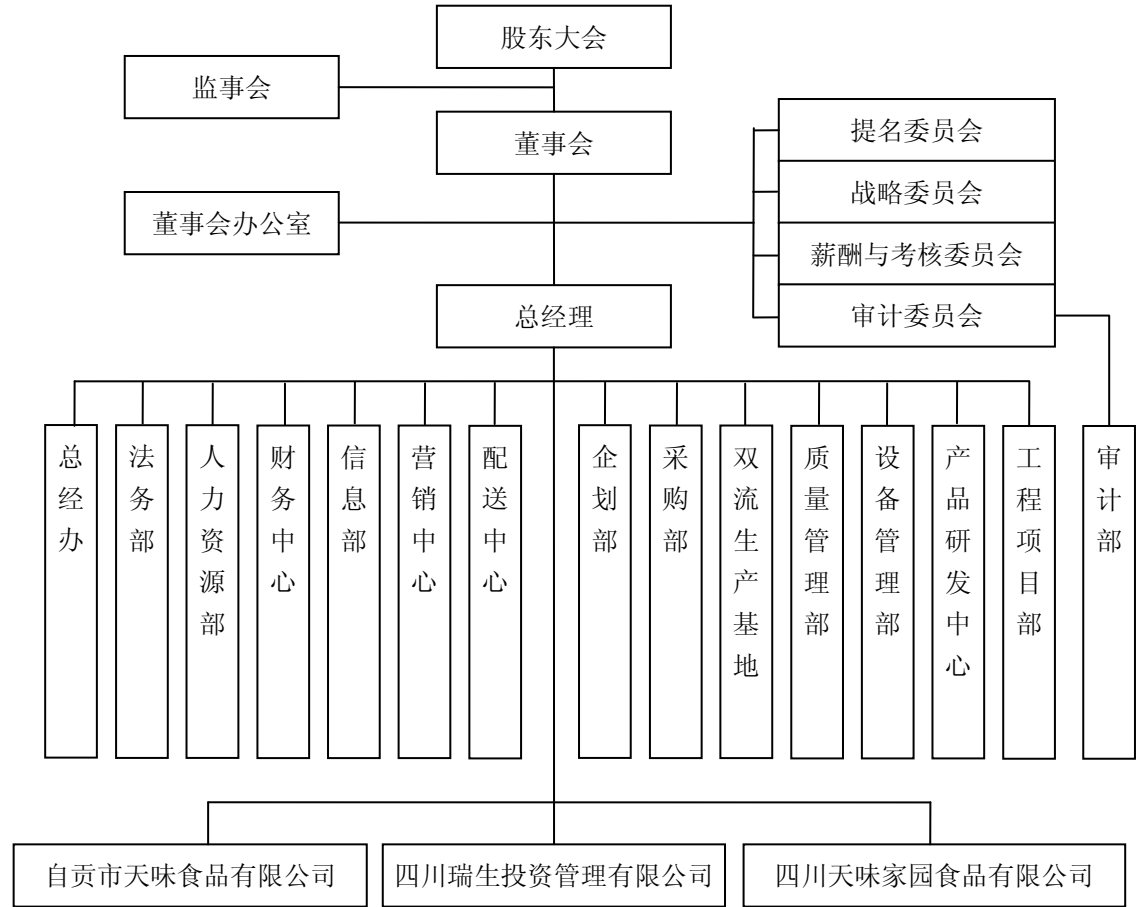 股东大会
监事会
董事会
提名委员会
战略委员会
董事会办公室
薪酬与考核委员会
总经理
审计委员会
总经办
法务部
人力资源部
财务中心
信息部
营销中心
配送中心
企划部
采购部
双流生产基地
质量管理部
设备管理部
产品研发中心
工程项目部
审计部
自贡市天味食品有限公司
四川瑞生投资管理有限公司
四川天味家园食品有限公司